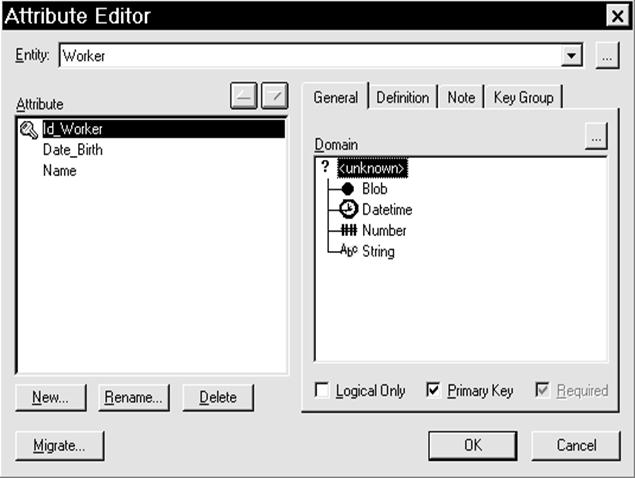 Attribute Editor
Entity: Worker ...
Attribute
Id_Worker
Date_Birth
Name
New... Rename... Delete
Migrate...
General Definition Note Key Group
Domain ...
? <unknown>
Blob
Datetime
Number
Abc String
Logical Only Primary Key Required
OK Cancel